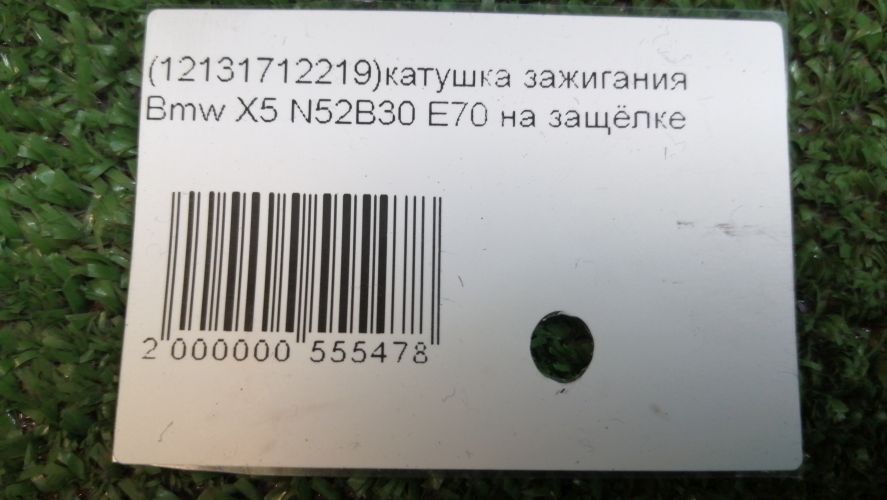 (12131712219)катушка зажигания
Bmw X5 N52B30 E70 на защёлке
2 000000 555478